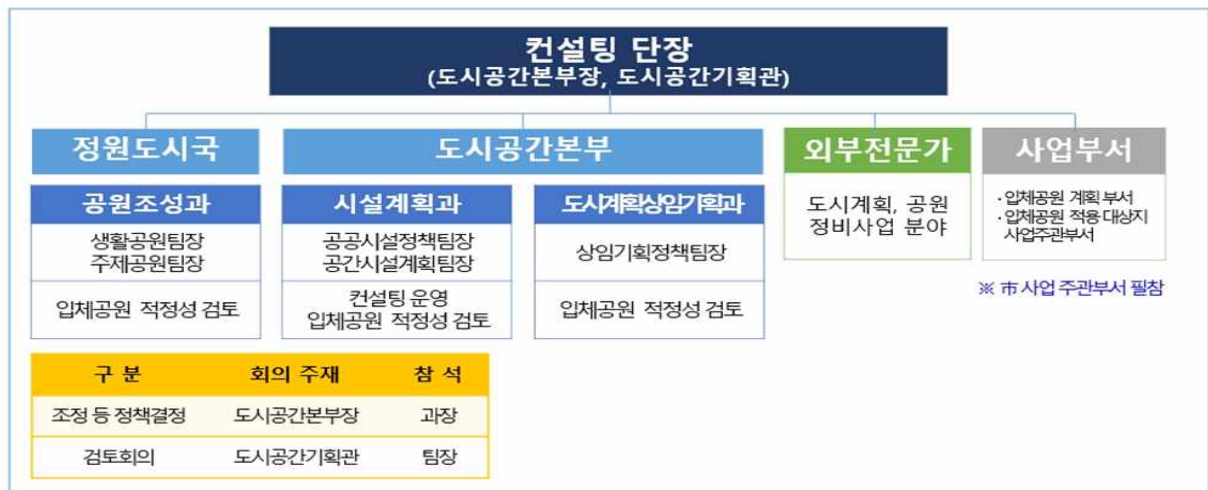 컨설팅 단장
(도시공간본부장, 도시공간기획관)
정원도시국
도시공간본부
외부전문가
사업부서
공원조성과
생활공원팀장
주제공원팀장
입체공원 적정성 검토
시설계획과
공공시설정책팀장
공간시설계획팀장
컨설팅 운영
입체공원 적정성 검토
도시계획상임기획과
상임기획정책팀장
입체공원 적정성 검토
도시계획, 공원
정비사업 분야
·입체공원 계획 부서
·입체공원 적용 대상지
사업주관부서
※ 市 사업 주관부서 필참
구 분 회의 주재 참 석
조정 등 정책결정 도시공간본부장 과장
검토회의 도시공간기획관 팀장